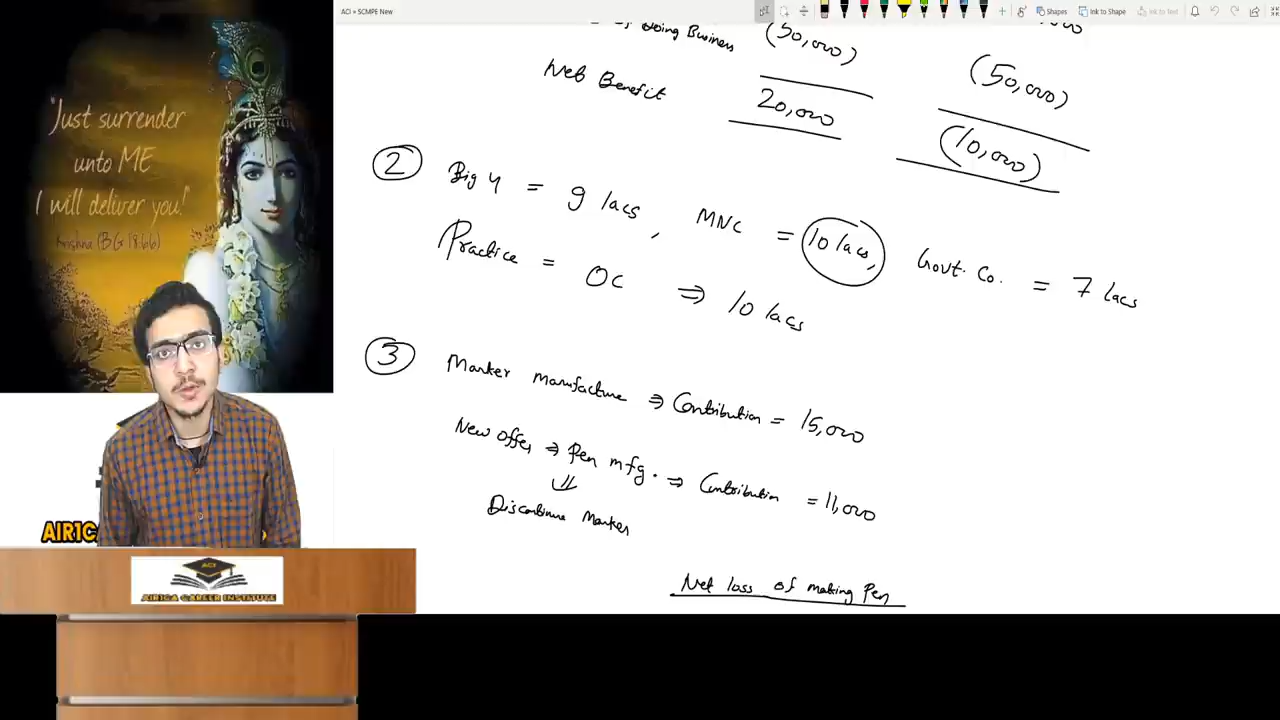 ACI » SCMPE New
Shapes Ink to Shape Ink to Text
"Just surrender
unto ME
I will deliver you!"
Krishna (BG 18:66)
Doing Business (50,000) (50,000)
Net Benefit 20,000 (10,000)
2 Big 4 = 9 lacs, MNC = 10 lacs, Govt. Co. = 7 lacs
Practice = OC ⇒ 10 lacs
3 Marker manufacture ⇒ Contribution = 15,000
New offer ⇒ Pen mfg. ⇒ Contribution = 11,000
Discontinue Marker
Net loss of making Pen
AIR1C
ACI
AIR1CA CAREER INSTITUTE